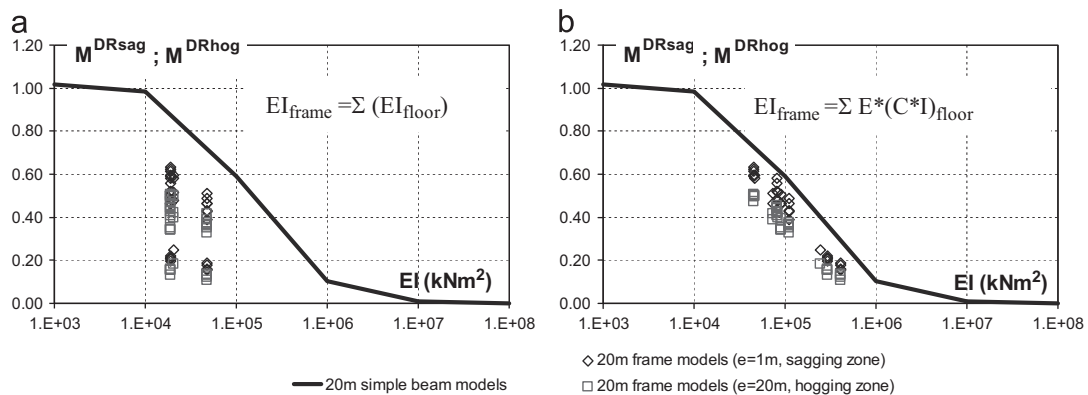 a
M^DRsag ; M^DRhog
1.20
1.00
0.80
0.60
0.40
0.20
0.00
EI_frame =Σ (EI_floor)
EI (kNm²)
1.E+03 1.E+04 1.E+05 1.E+06 1.E+07 1.E+08
20m simple beam models
b
M^DRsag ; M^DRhog
1.20
1.00
0.80
0.60
0.40
0.20
0.00
EI_frame =Σ E*(C*I)_floor
EI (kNm²)
1.E+03 1.E+04 1.E+05 1.E+06 1.E+07 1.E+08
20m frame models (e=1m, sagging zone)
20m frame models (e=20m, hogging zone)